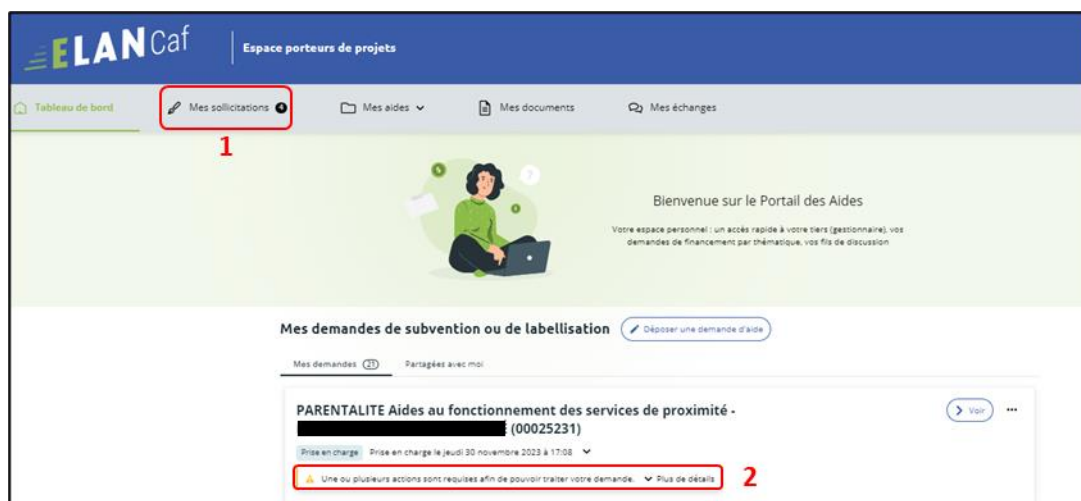 ELAN Caf
Espace porteurs de projets
Tableau de bord
Mes sollicitations 4
Mes aides
Mes documents
Mes échanges
1
Bienvenue sur le Portail des Aides
Votre espace personnel : un accès rapide à votre tiers (gestionnaire), vos
demandes de financement par thématique, vos fils de discussion
Mes demandes de subvention ou de labellisation
Déposer une demande d'aide
Mes demandes 21
Partagées avec moi
PARENTALITE Aides au fonctionnement des services de proximité -
(00025231)
Voir
Prise en charge Prise en charge le jeudi 30 novembre 2023 à 17:08
Une ou plusieurs actions sont requises afin de pouvoir traiter votre demande. Plus de détails
2